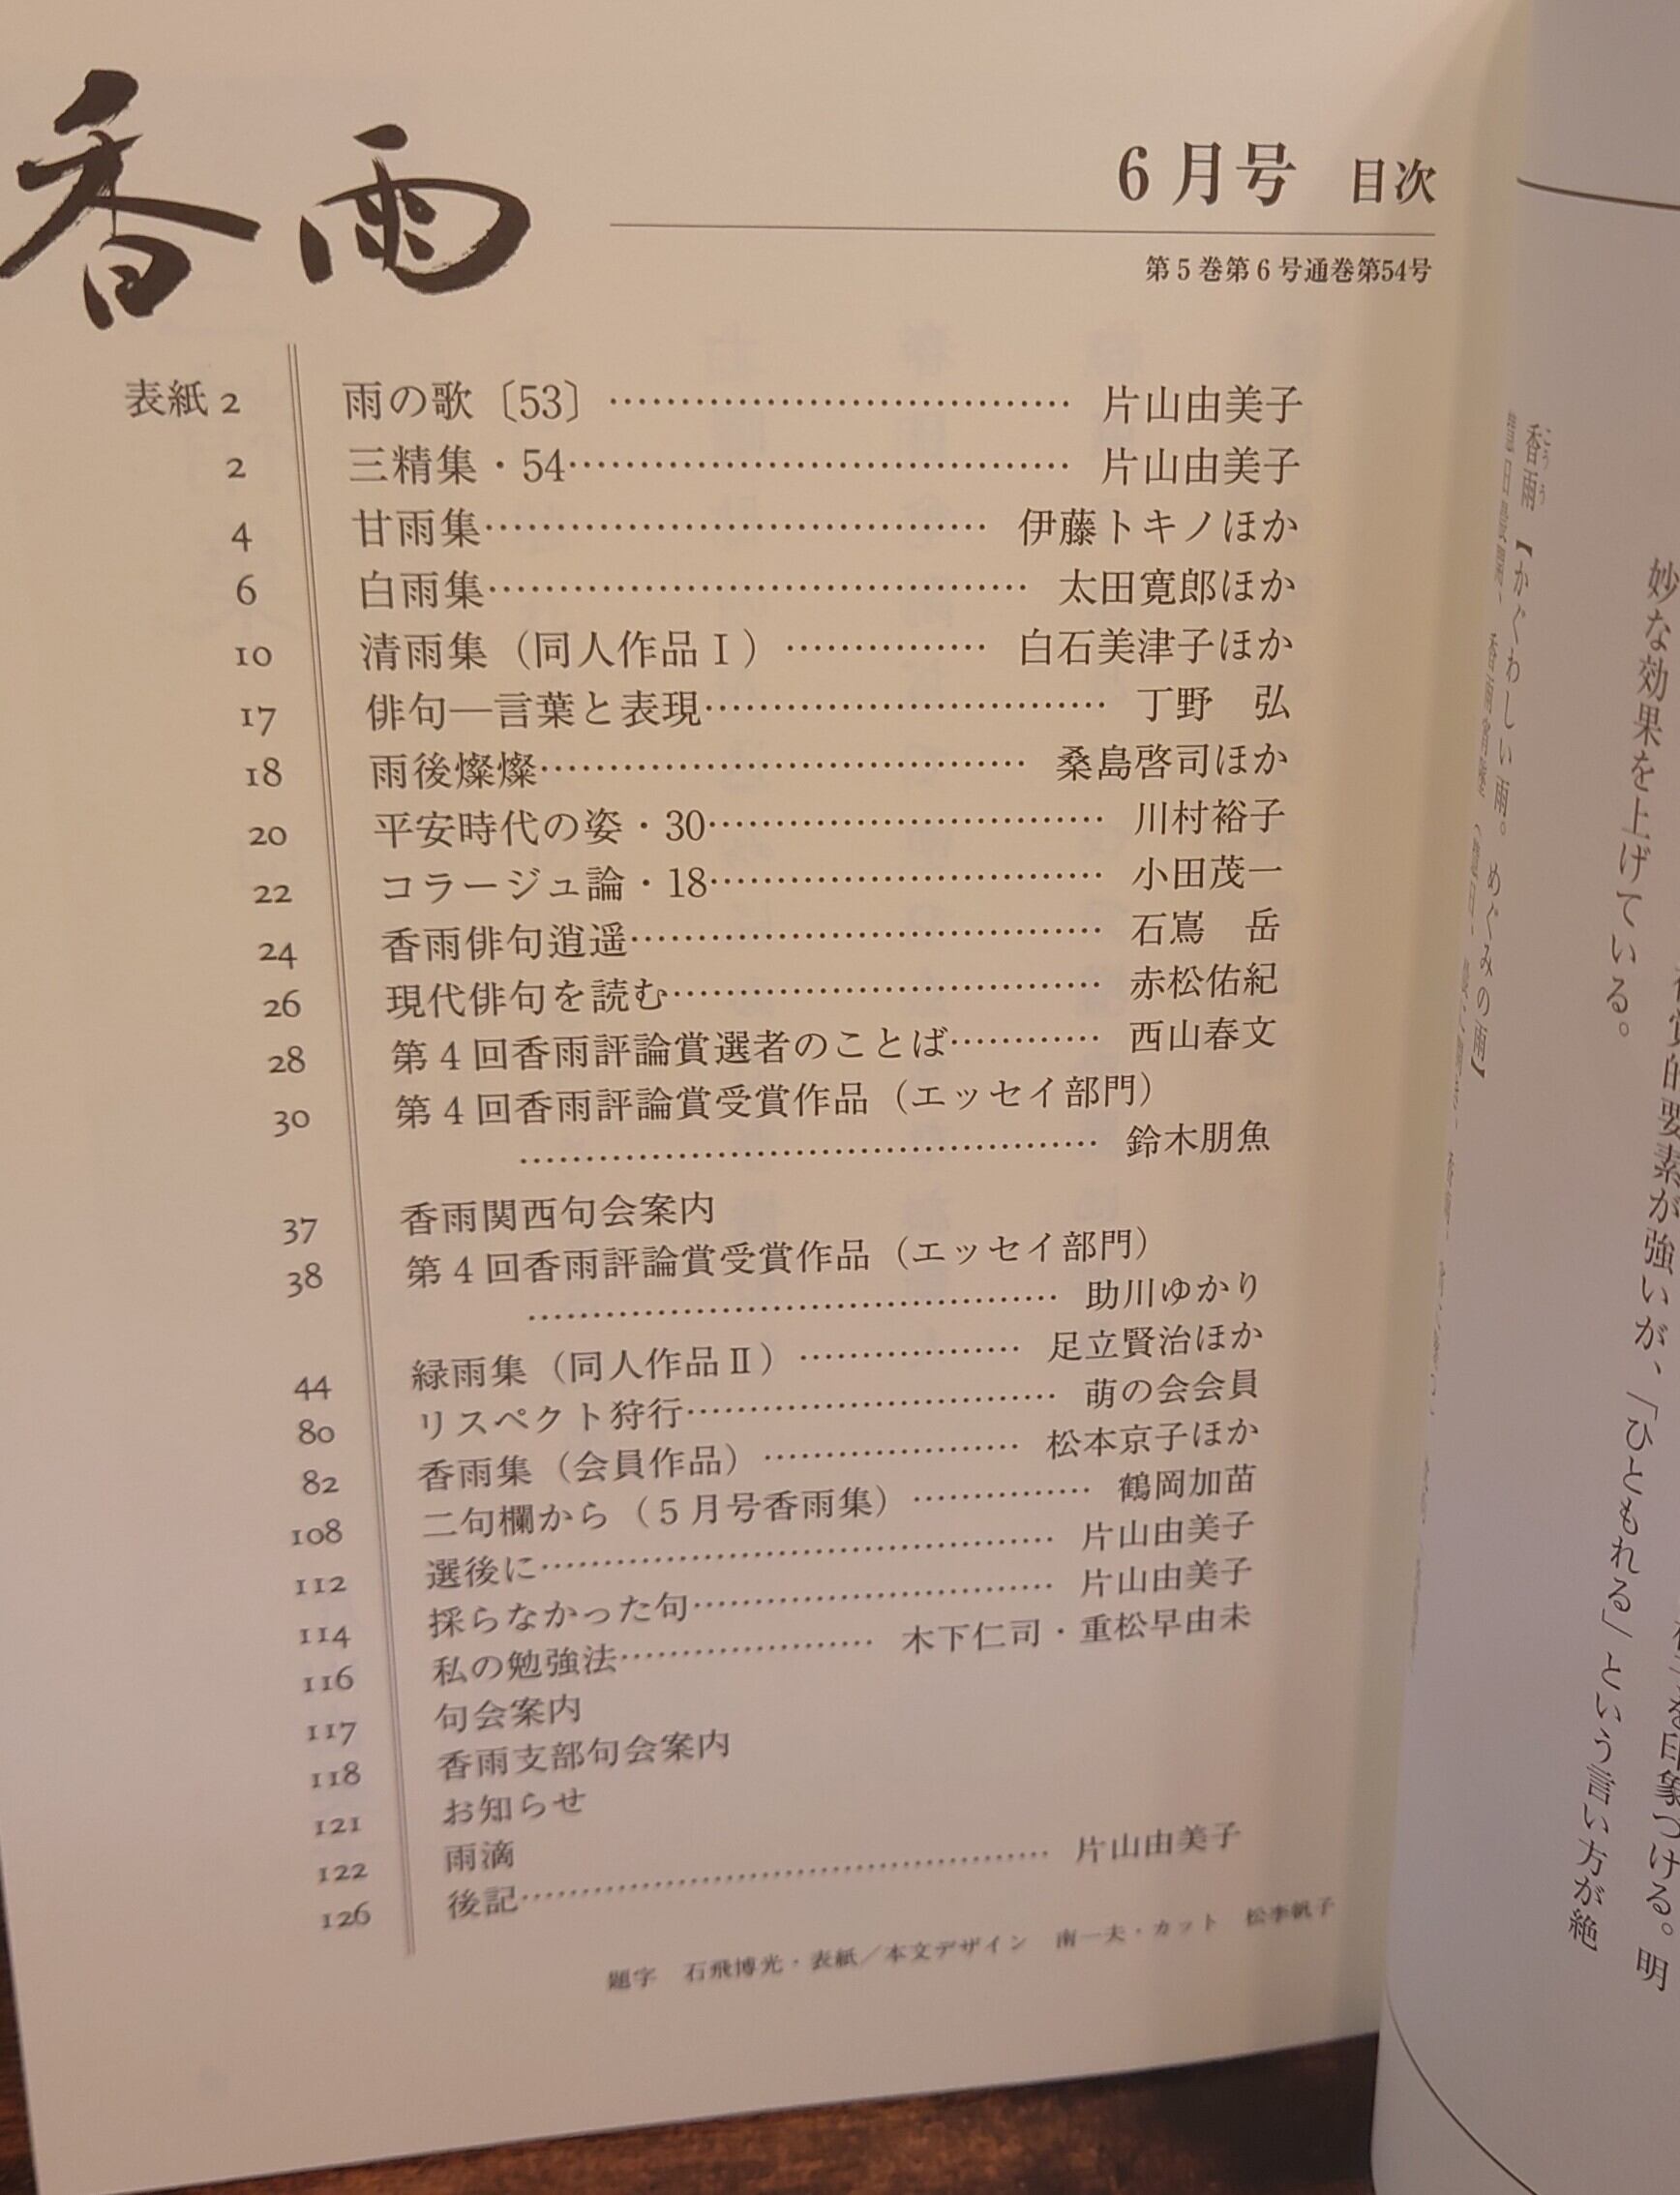 香雨
6月号 目次
第5巻第6号通巻第54号
表紙2 雨の歌〔53〕…………片山由美子
2 三精集・54…………片山由美子
4 甘雨集…………伊藤トキノほか
6 白雨集…………太田寛郎ほか
10 清雨集（同人作品Ⅰ）…………白石美津子ほか
17 俳句―言葉と表現…………丁野 弘
18 雨後燦燦…………桑島啓司ほか
20 平安時代の姿・30…………川村裕子
22 コラージュ論・18…………小田茂一
24 香雨俳句逍遥…………石嶌 岳
26 現代俳句を読む…………赤松佑紀
28 第4回香雨評論賞選者のことば…………西山春文
30 第4回香雨評論賞受賞作品（エッセイ部門）
…………鈴木朋魚
37 香雨関西句会案内
38 第4回香雨評論賞受賞作品（エッセイ部門）
…………助川ゆかり
44 緑雨集（同人作品Ⅱ）…………足立賢治ほか
80 リスペクト狩行…………萌の会会員
82 香雨集（会員作品）…………松本京子ほか
108 二句欄から（5月号香雨集）…………鶴岡加苗
112 選後に…………片山由美子
114 採らなかった句…………片山由美子
116 私の勉強法…………木下仁司・重松早由未
117 句会案内
118 香雨支部句会案内
121 お知らせ
122 雨滴
126 後記…………片山由美子
題字 石飛博光・表紙／本文デザイン 南一夫・カット 松李帆子
香雨【かぐわしい雨。めぐみの雨】
こうう
妙な効果を上げている。
的要素が強いが、「ひともれる」という言い方が絶
を印象づける。明